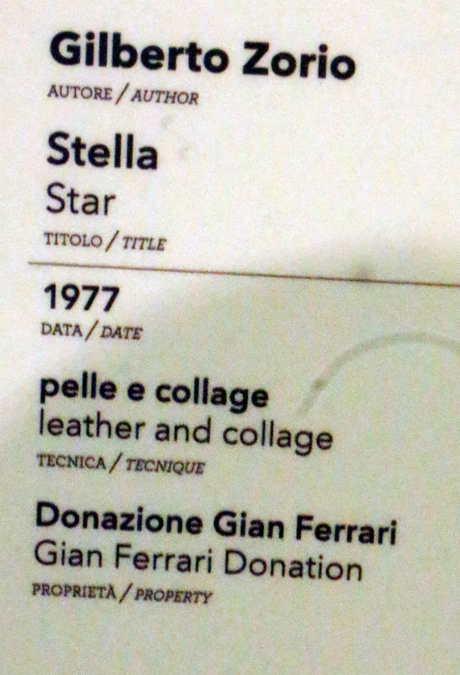 Gilberto Zorio
AUTORE / AUTHOR
Stella
Star
TITOLO / TITLE
1977
DATA / DATE
pelle e collage
leather and collage
TECNICA / TECNIQUE
Donazione Gian Ferrari
Gian Ferrari Donation
PROPRIETÀ / PROPERTY